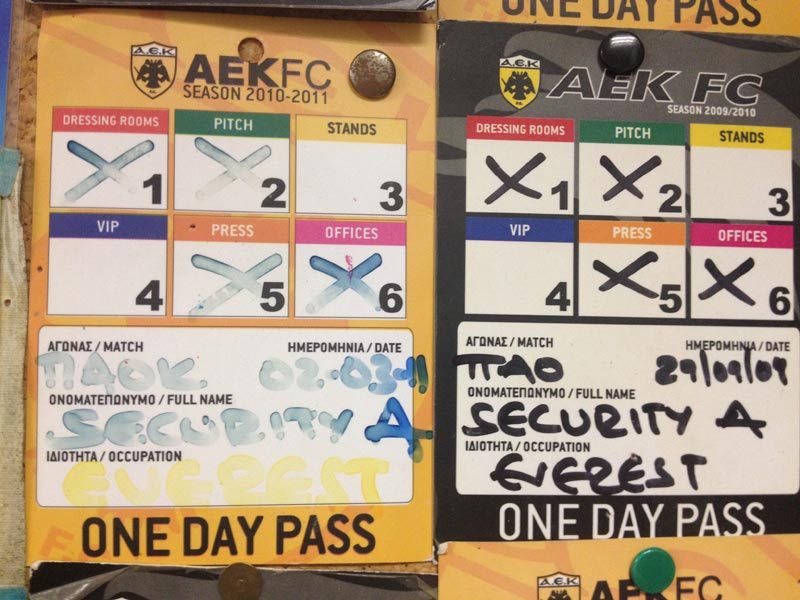 ONE DAY PASS
Α.Ε.Κ
AEK FC
SEASON 2010-2011
DRESSING ROOMS
PITCH
STANDS
X 1
X 2
3
VIP
PRESS
OFFICES
4
X 5
X 6
ΑΓΩΝΑΣ / MATCH
ΗΜΕΡΟΜΗΝΙΑ / DATE
ΠΑΟΚ. 02.03.11
ΟΝΟΜΑΤΕΠΩΝΥΜΟ / FULL NAME
SECURITY A
ΙΔΙΟΤΗΤΑ / OCCUPATION
EVEREST
ONE DAY PASS
Α.Ε.Κ
AEK FC
SEASON 2009/2010
DRESSING ROOMS
PITCH
STANDS
X 1
X 2
3
VIP
PRESS
OFFICES
4
X 5
X 6
ΑΓΩΝΑΣ / MATCH
ΗΜΕΡΟΜΗΝΙΑ / DATE
ΠΑΟ 29/09/09
ΟΝΟΜΑΤΕΠΩΝΥΜΟ / FULL NAME
SECURITY A
ΙΔΙΟΤΗΤΑ / OCCUPATION
EVEREST
ONE DAY PASS
Α.Ε.Κ
AEK FC